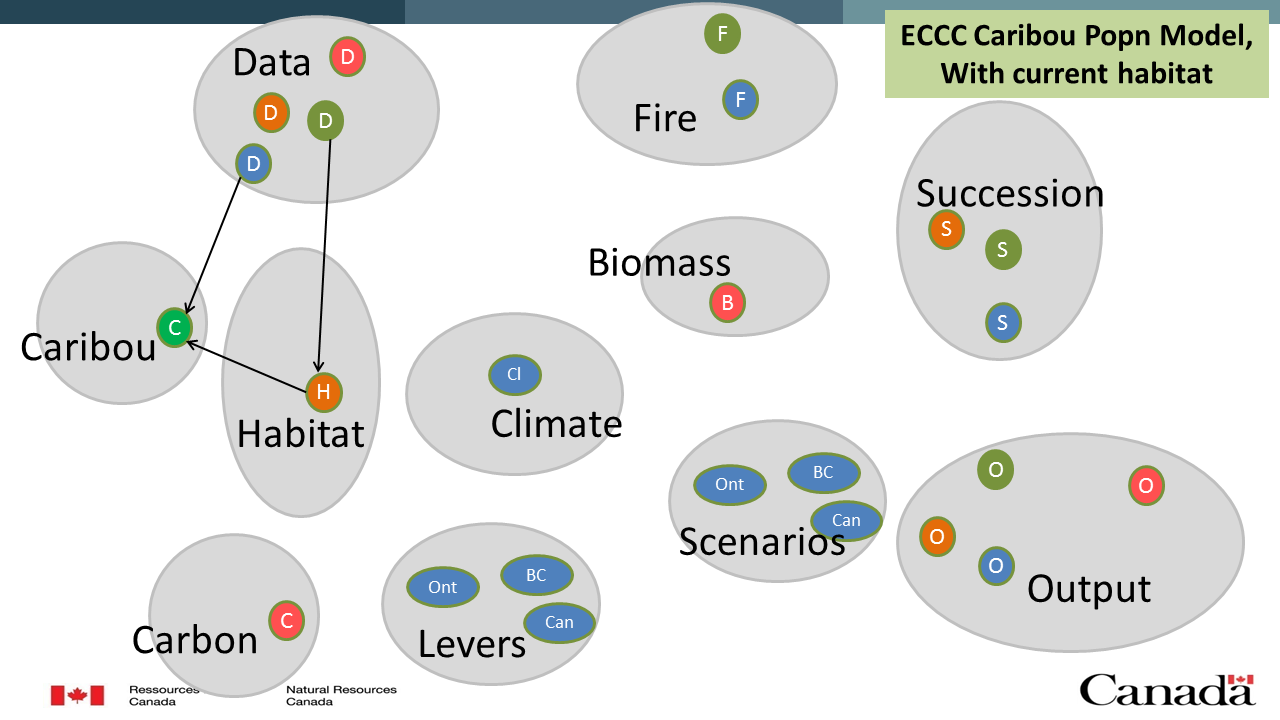 ECCC Caribou Popn Model,
With current habitat
Data
D
D
D
D
Fire
F
F
Succession
S
S
S
Biomass
B
Caribou
C
Habitat
H
Climate
Cl
Scenarios
Ont
BC
Can
Output
O
O
O
O
Carbon
C
Levers
Ont
BC
Can
Ressources
Canada
Natural Resources
Canada
Canada